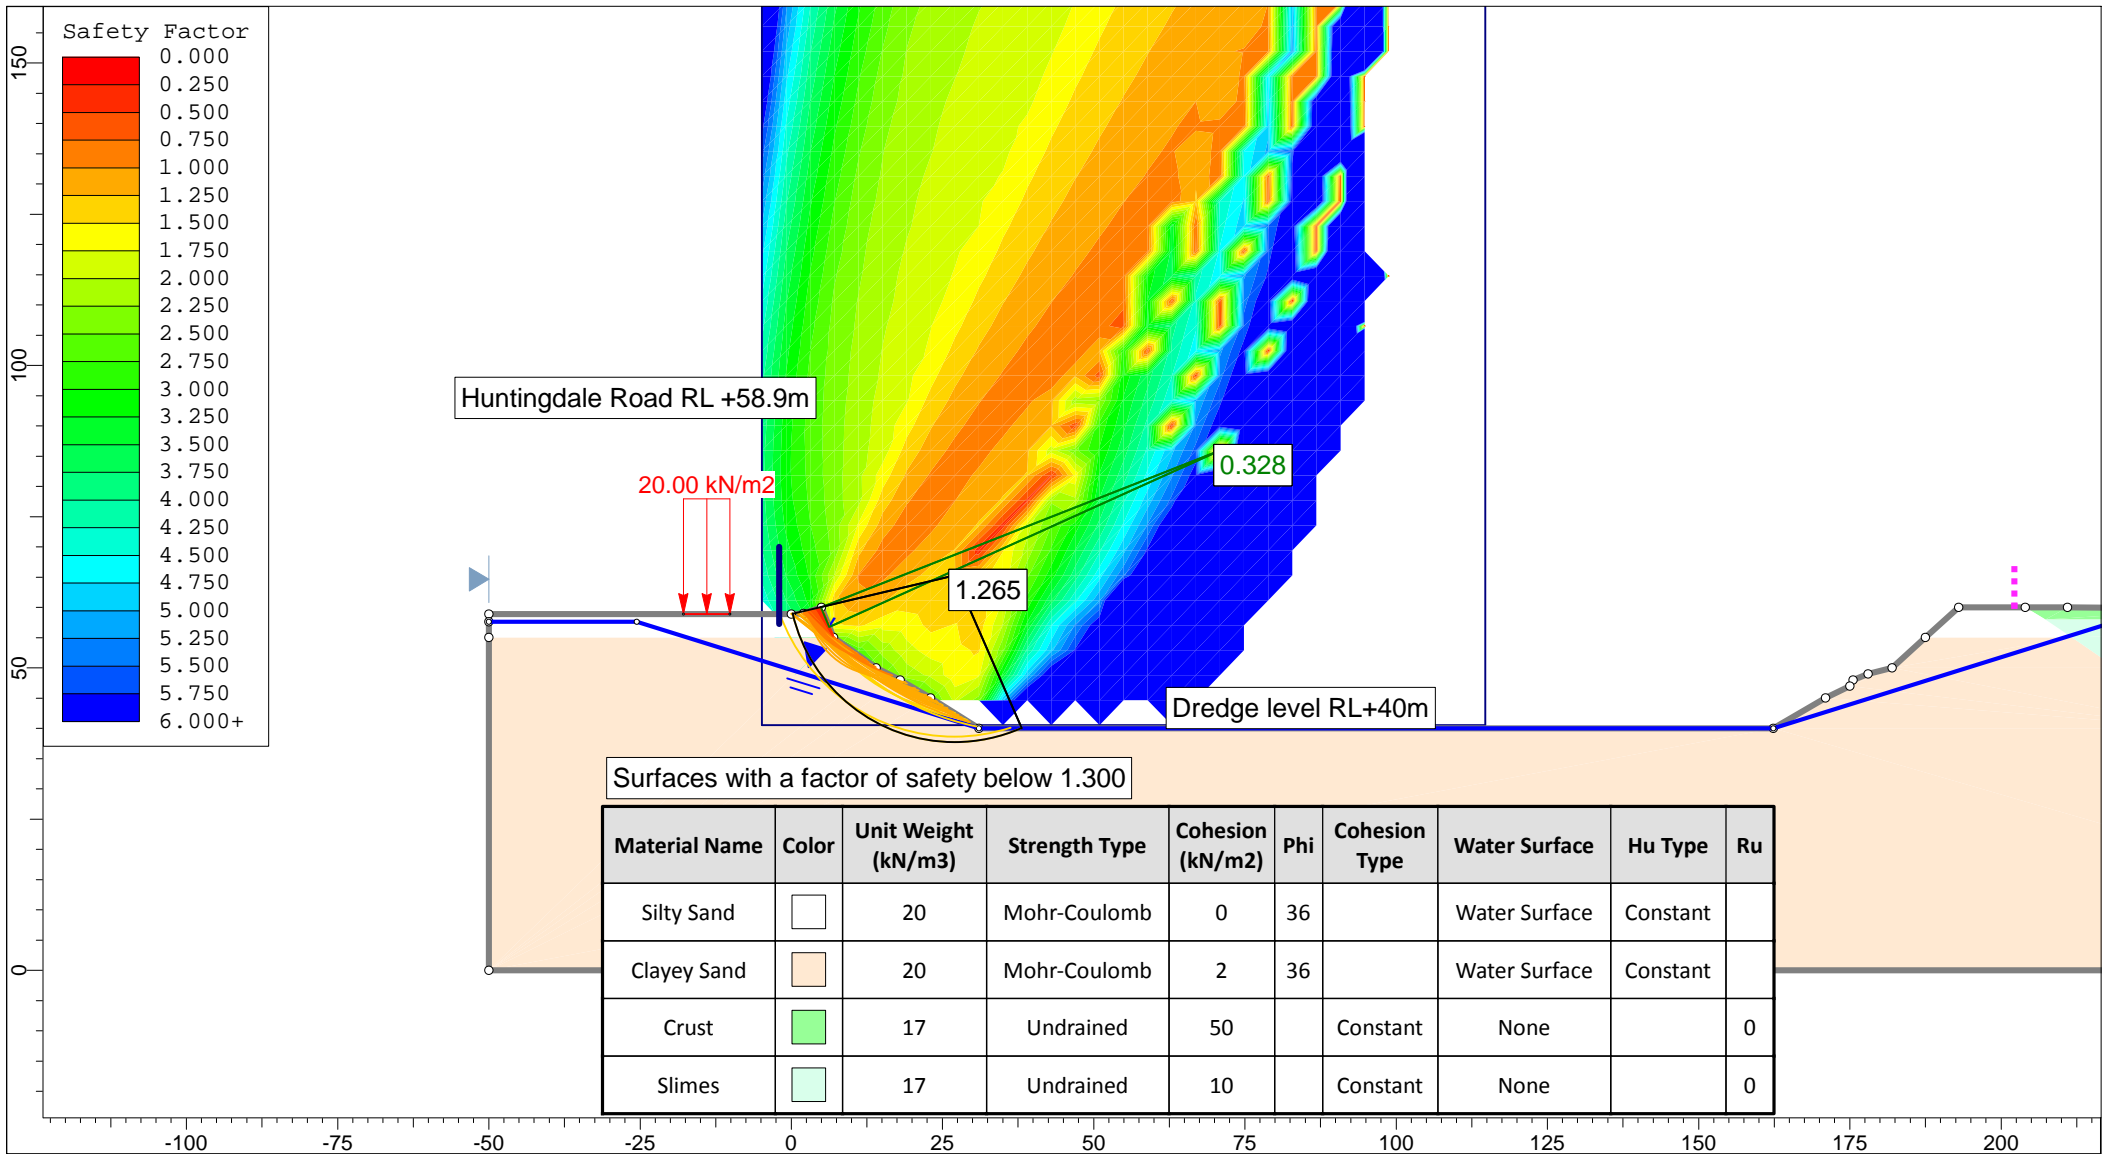 Safety Factor
0.000
0.250
0.500
0.750
1.000
1.250
1.500
1.750
2.000
2.250
2.500
2.750
3.000
3.250
3.500
3.750
4.000
4.250
4.500
4.750
5.000
5.250
5.500
5.750
6.000+
150
100
50
0
Huntingdale Road RL +58.9m
20.00 kN/m2
0.328
1.265
Dredge level RL+40m
Surfaces with a factor of safety below 1.300
Material Name Color Unit Weight (kN/m3) Strength Type Cohesion (kN/m2) Phi Cohesion Type Water Surface Hu Type Ru
Silty Sand 20 Mohr-Coulomb 0 36 Water Surface Constant
Clayey Sand 20 Mohr-Coulomb 2 36 Water Surface Constant
Crust 17 Undrained 50 Constant None 0
Slimes 17 Undrained 10 Constant None 0
-100 -75 -50 -25 0 25 50 75 100 125 150 175 200